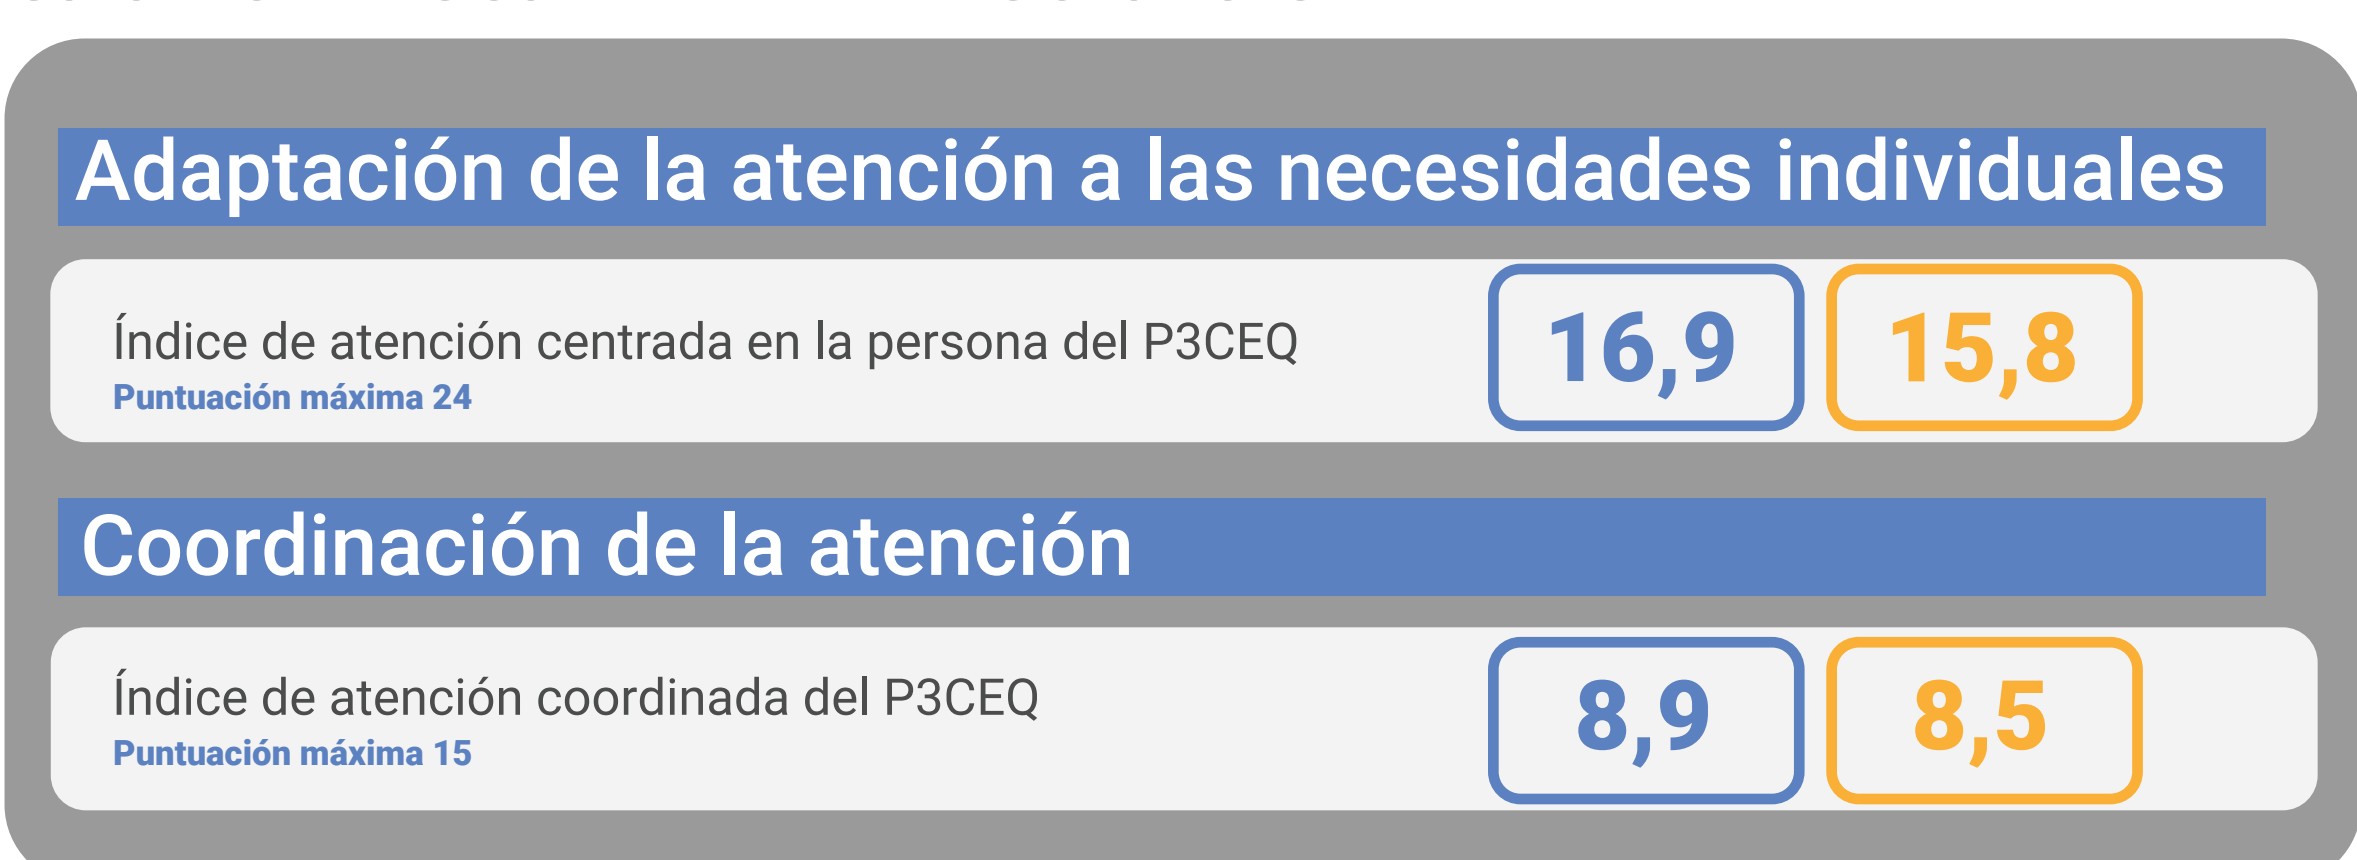 Adaptación de la atención a las necesidades individuales
Índice de atención centrada en la persona del P3CEQ
Puntuación máxima 24
16,9 15,8
Coordinación de la atención
Índice de atención coordinada del P3CEQ
Puntuación máxima 15
8,9 8,5